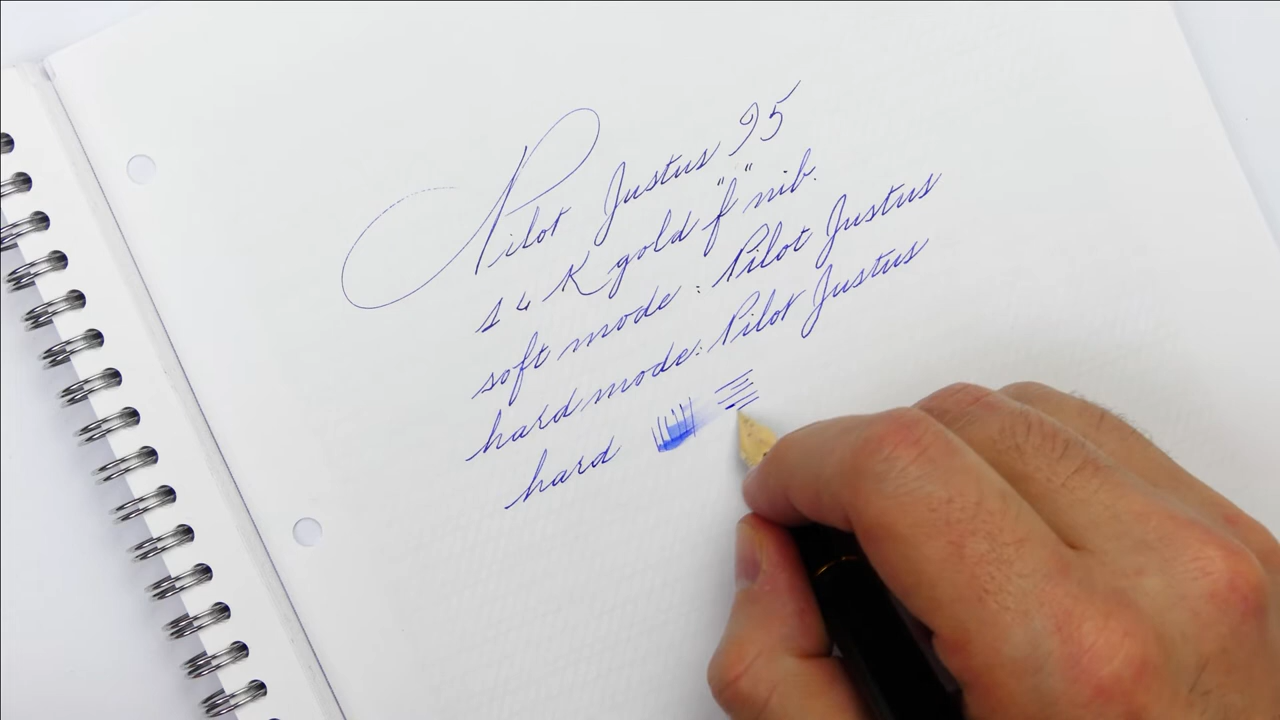 Pilot Justus 95
14 K gold "f" nib.
soft mode : Pilot Justus
hard mode: Pilot Justus
hard